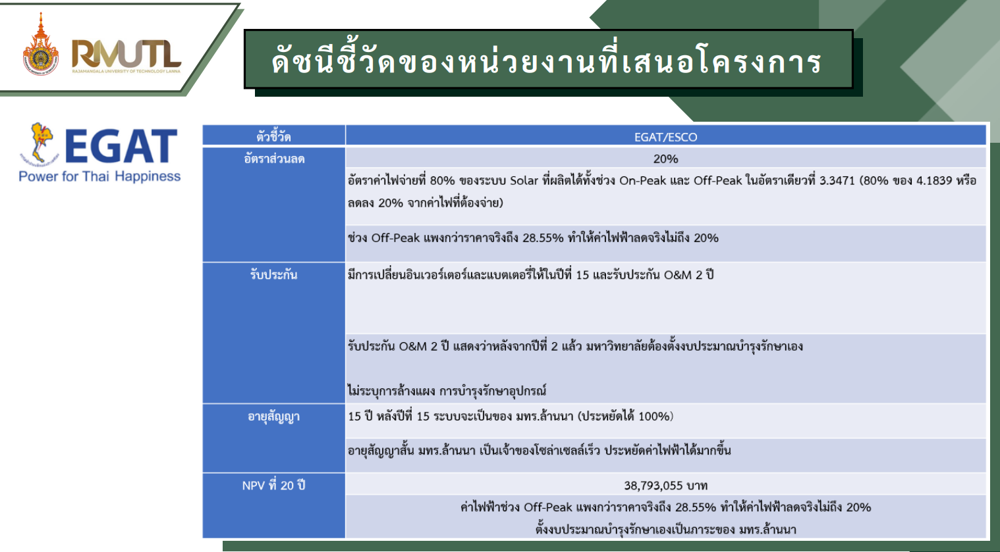 RMUTL
RAJAMANGALA UNIVERSITY OF TECHNOLOGY LANNA
ดัชนีชี้วัดของหน่วยงานที่เสนอโครงการ
EGAT
Power for Thai Happiness
ตัวชี้วัด
EGAT/ESCO
อัตราส่วนลด
20%
อัตราค่าไฟจ่ายที่ 80% ของระบบ Solar ที่ผลิตได้ทั้งช่วง On-Peak และ Off-Peak ในอัตราเดียวที่ 3.3471 (80% ของ 4.1839 หรือ
ลดลง 20% จากค่าไฟที่ต้องจ่าย)
ช่วง Off-Peak แพงกว่าราคาจริงถึง 28.55% ทำให้ค่าไฟฟ้าลดจริงไม่ถึง 20%
รับประกัน
มีการเปลี่ยนอินเวอร์เตอร์และแบตเตอรี่ให้ในปีที่ 15 และรับประกัน O&M 2 ปี
รับประกัน O&M 2 ปี แสดงว่าหลังจากปีที่ 2 แล้ว มหาวิทยาลัยต้องตั้งงบประมาณบำรุงรักษาเอง
ไม่ระบุการล้างแผง การบำรุงรักษาอุปกรณ์
อายุสัญญา
15 ปี หลังปีที่ 15 ระบบจะเป็นของ มทร.ล้านนา (ประหยัดได้ 100%)
อายุสัญญาสั้น มทร.ล้านนา เป็นเจ้าของโซล่าเซลล์เร็ว ประหยัดค่าไฟฟ้าได้มากขึ้น
NPV ที่ 20 ปี
38,793,055 บาท
ค่าไฟฟ้าช่วง Off-Peak แพงกว่าราคาจริงถึง 28.55% ทำให้ค่าไฟฟ้าลดจริงไม่ถึง 20%
ตั้งงบประมาณบำรุงรักษาเองเป็นภาระของ มทร.ล้านนา